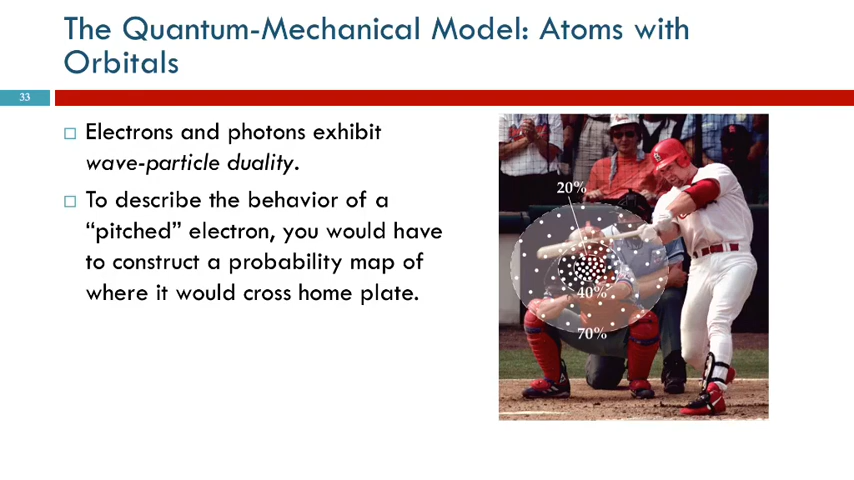 The Quantum-Mechanical Model: Atoms with
Orbitals
33
Electrons and photons exhibit
wave-particle duality.
To describe the behavior of a
“pitched” electron, you would have
to construct a probability map of
where it would cross home plate.
20%
40%
70%